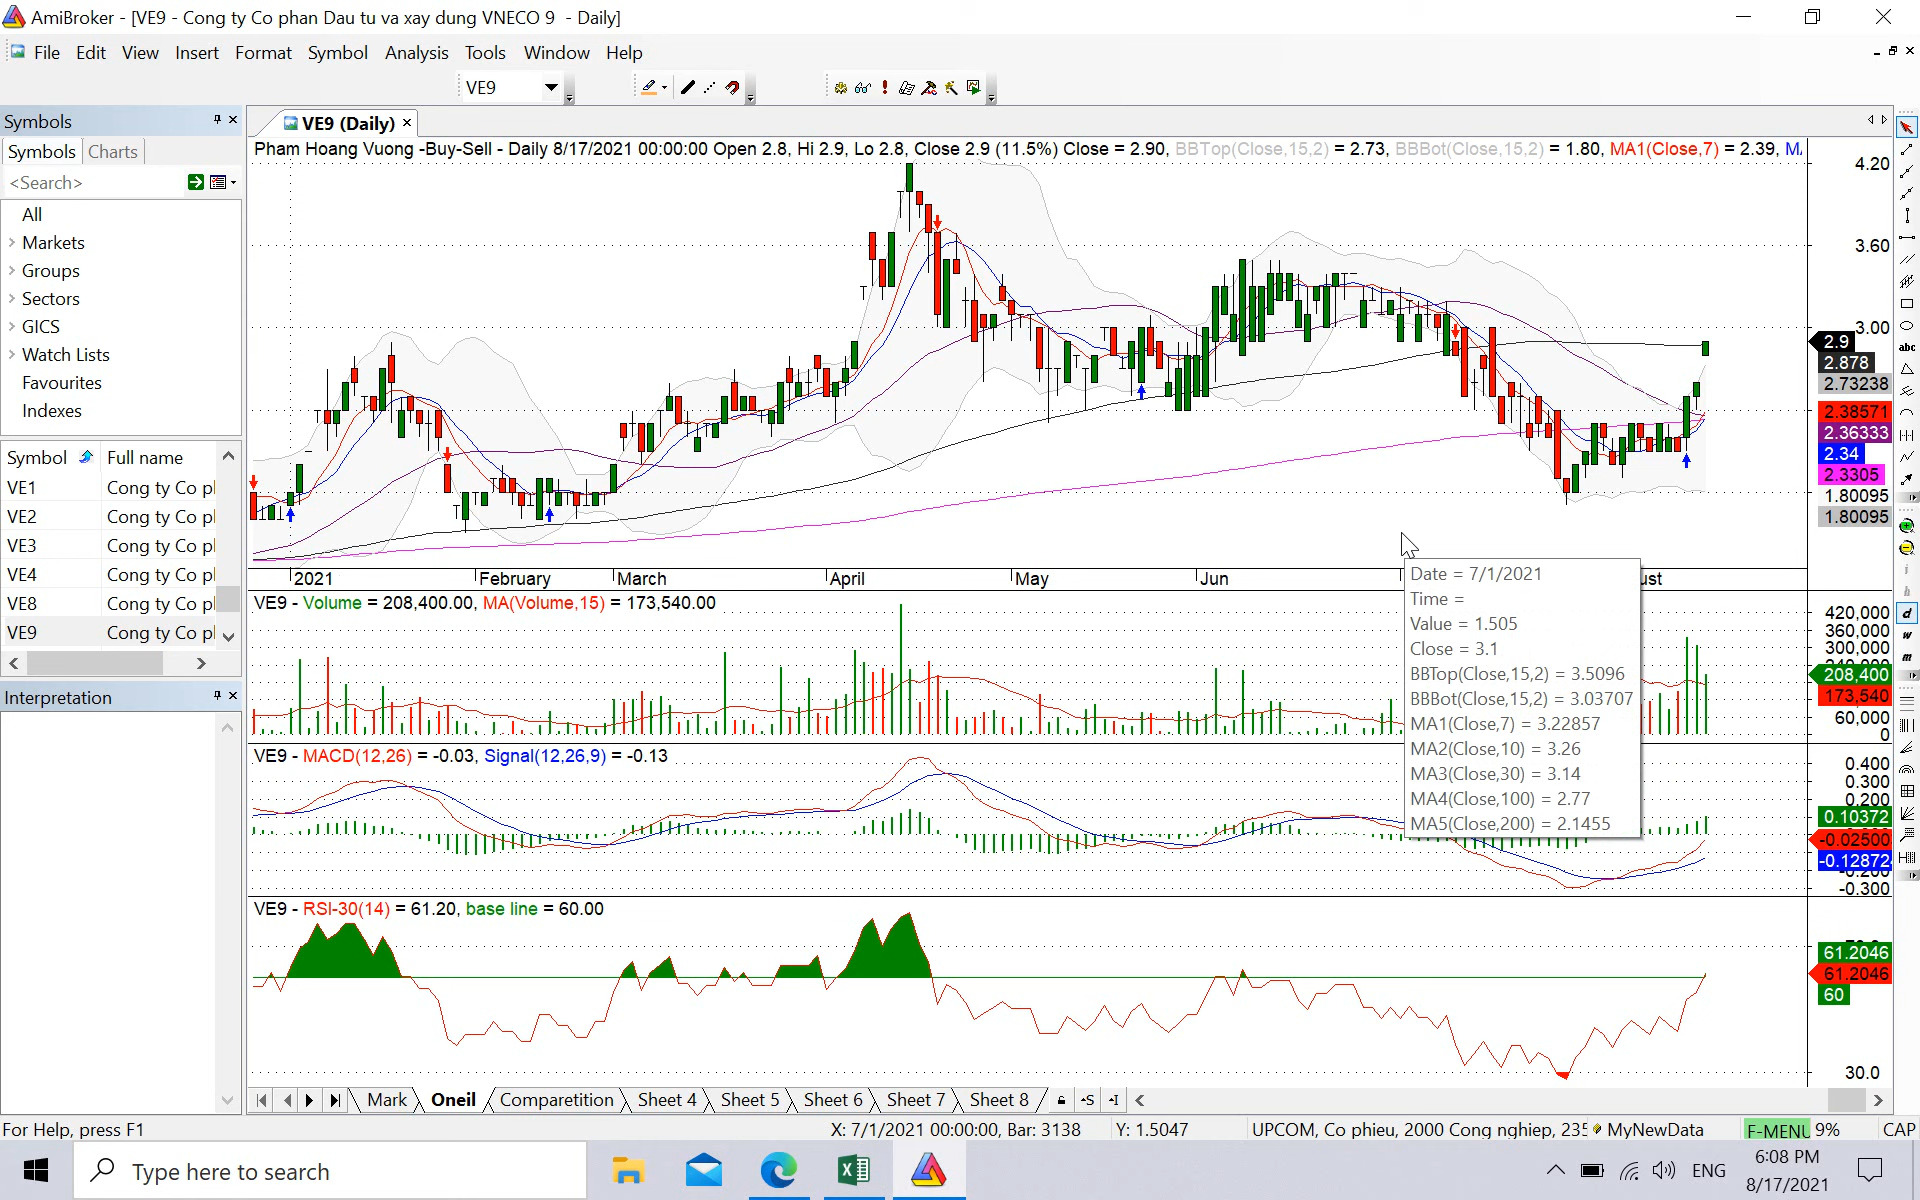 AmiBroker - [VE9 - Cong ty Co phan Dau tu va xay dung VNECO 9 - Daily]
File Edit View Insert Format Symbol Analysis Tools Window Help
VE9
Symbols
Symbols Charts
<Search>
All
Markets
Groups
Sectors
GICS
Watch Lists
Favourites
Indexes
Symbol Full name
VE1 Cong ty Co pl
VE2 Cong ty Co pl
VE3 Cong ty Co pl
VE4 Cong ty Co pl
VE8 Cong ty Co pl
VE9 Cong ty Co pl
Interpretation
VE9 (Daily)
Pham Hoang Vuong -Buy-Sell - Daily 8/17/2021 00:00:00 Open 2.8, Hi 2.9, Lo 2.8, Close 2.9 (11.5%) Close = 2.90, BBTop(Close,15,2) = 2.73, BBBot(Close,15,2) = 1.80, MA1(Close,7) = 2.39,
4.20
3.60
3.00
2.9
2.878
2.73238
2.38571
2.36333
2.34
2.3305
1.80095
1.80095
2021 February March April May Jun ust
Date = 7/1/2021
Time =
Value = 1.505
Close = 3.1
BBTop(Close,15,2) = 3.5096
BBBot(Close,15,2) = 3.03707
MA1(Close,7) = 3.22857
MA2(Close,10) = 3.26
MA3(Close,30) = 3.14
MA4(Close,100) = 2.77
MA5(Close,200) = 2.1455
VE9 - Volume = 208,400.00, MA(Volume,15) = 173,540.00
420,000
360,000
300,000
208,400
173,540
60,000
0
VE9 - MACD(12,26) = -0.03, Signal(12,26,9) = -0.13
0.400
0.300
0.200
0.10372
-0.02500
-0.12872
-0.200
-0.300
VE9 - RSI-30(14) = 61.20, base line = 60.00
61.2046
61.2046
60
30.0
Mark Oneil Comparetition Sheet 4 Sheet 5 Sheet 6 Sheet 7 Sheet 8
For Help, press F1 X: 7/1/2021 00:00:00, Bar: 3138 Y: 1.5047 UPCOM, Co phieu, 2000 Cong nghiep, 235 MyNewData F-MENU 9% CAP
abc
d
w
m
Type here to search
ENG
6:08 PM
8/17/2021